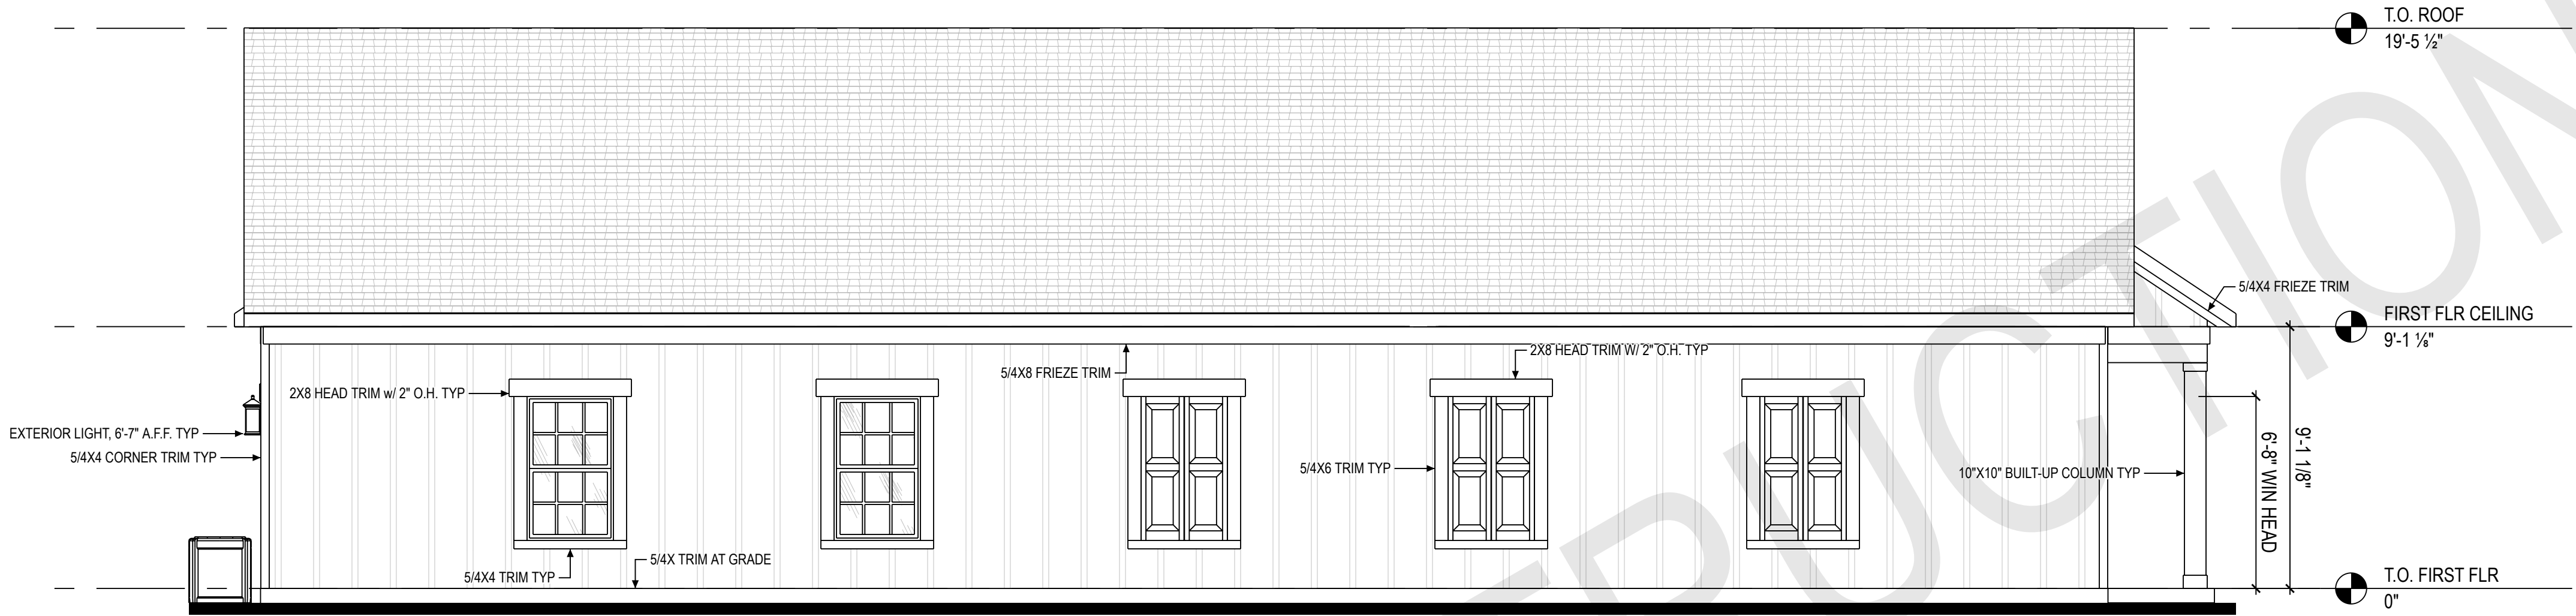 T.O. ROOF
19'-5 ½"
5/4X4 FRIEZE TRIM
FIRST FLR CEILING
9'-1 ⅛"
2X8 HEAD TRIM W/ 2" O.H. TYP
5/4X8 FRIEZE TRIM
2X8 HEAD TRIM w/ 2" O.H. TYP
EXTERIOR LIGHT, 6'-7" A.F.F. TYP
5/4X4 CORNER TRIM TYP
5/4X6 TRIM TYP
10"X10" BUILT-UP COLUMN TYP
6'-8" WIN HEAD
9'-1 1/8"
5/4X TRIM AT GRADE
5/4X4 TRIM TYP
T.O. FIRST FLR
0"
TRUCTION